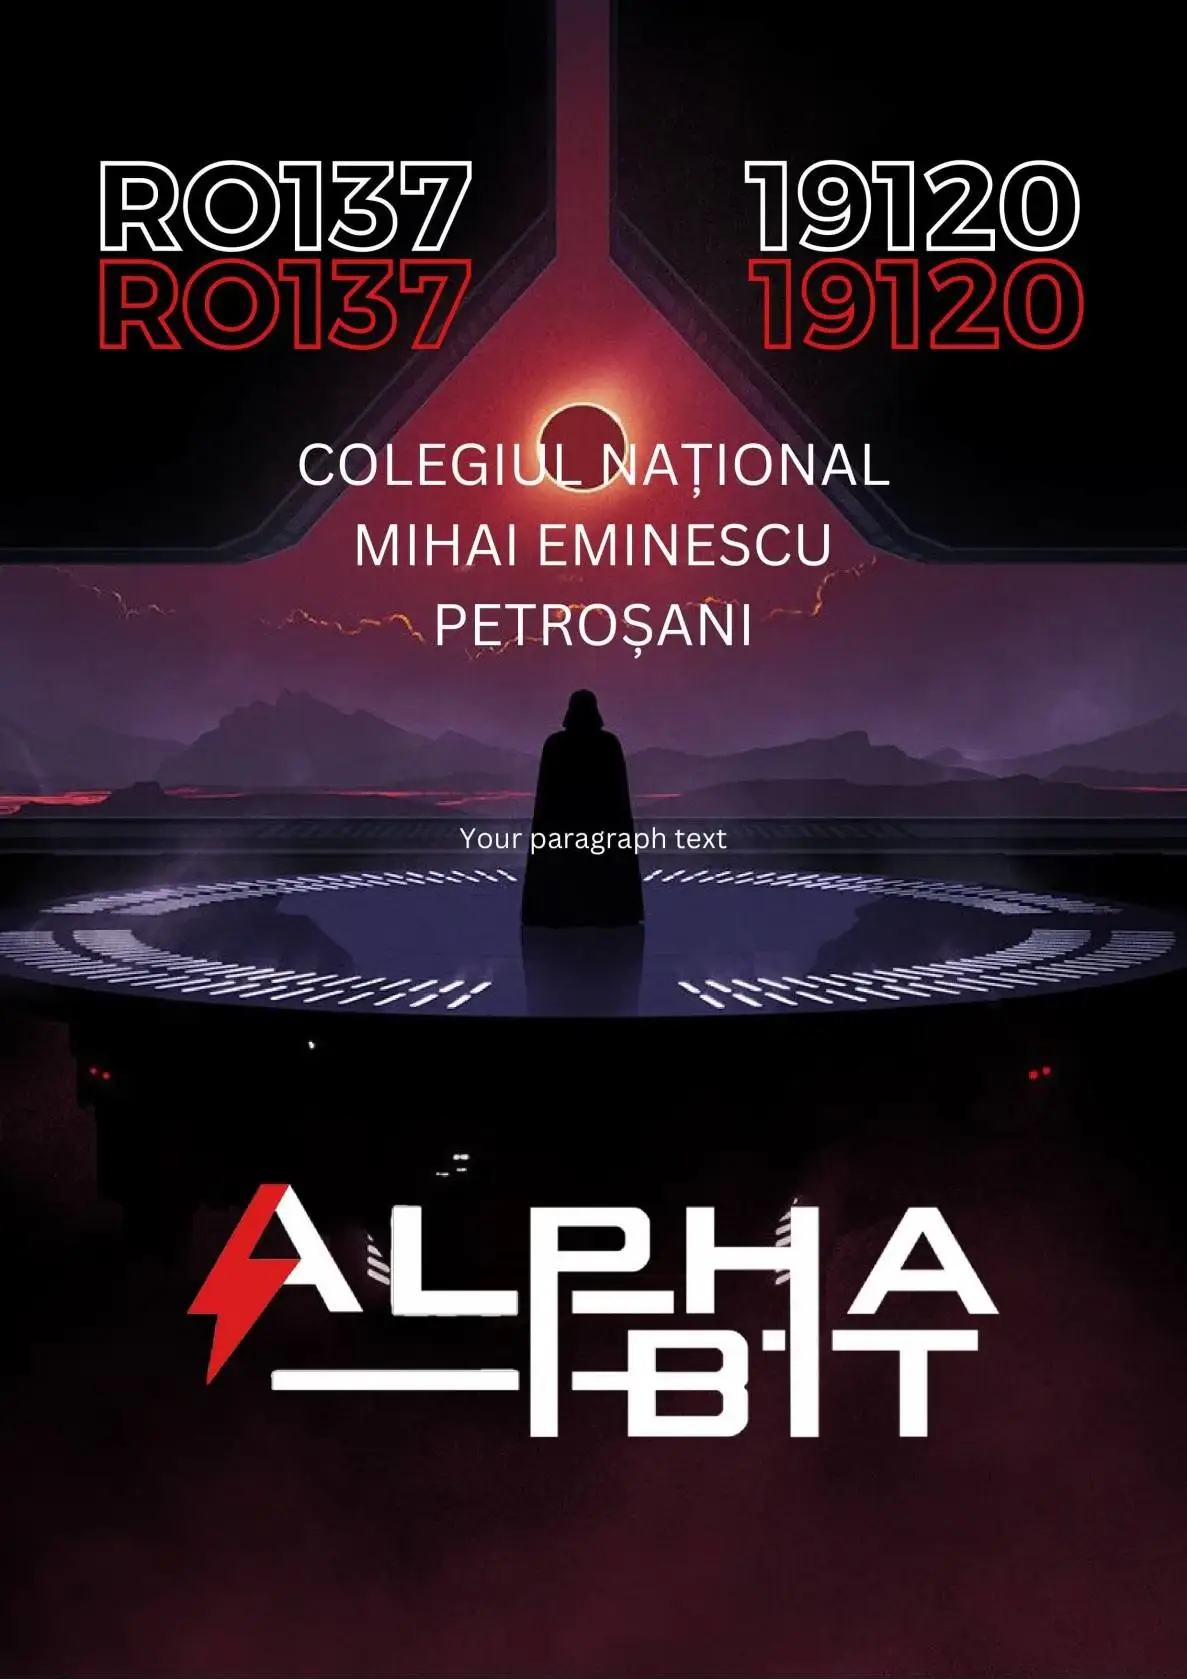 RO137 19120
RO137 19120
COLEGIUL NAȚIONAL
MIHAI EMINESCU
PETROȘANI
Your paragraph text
ALPHA
BIT